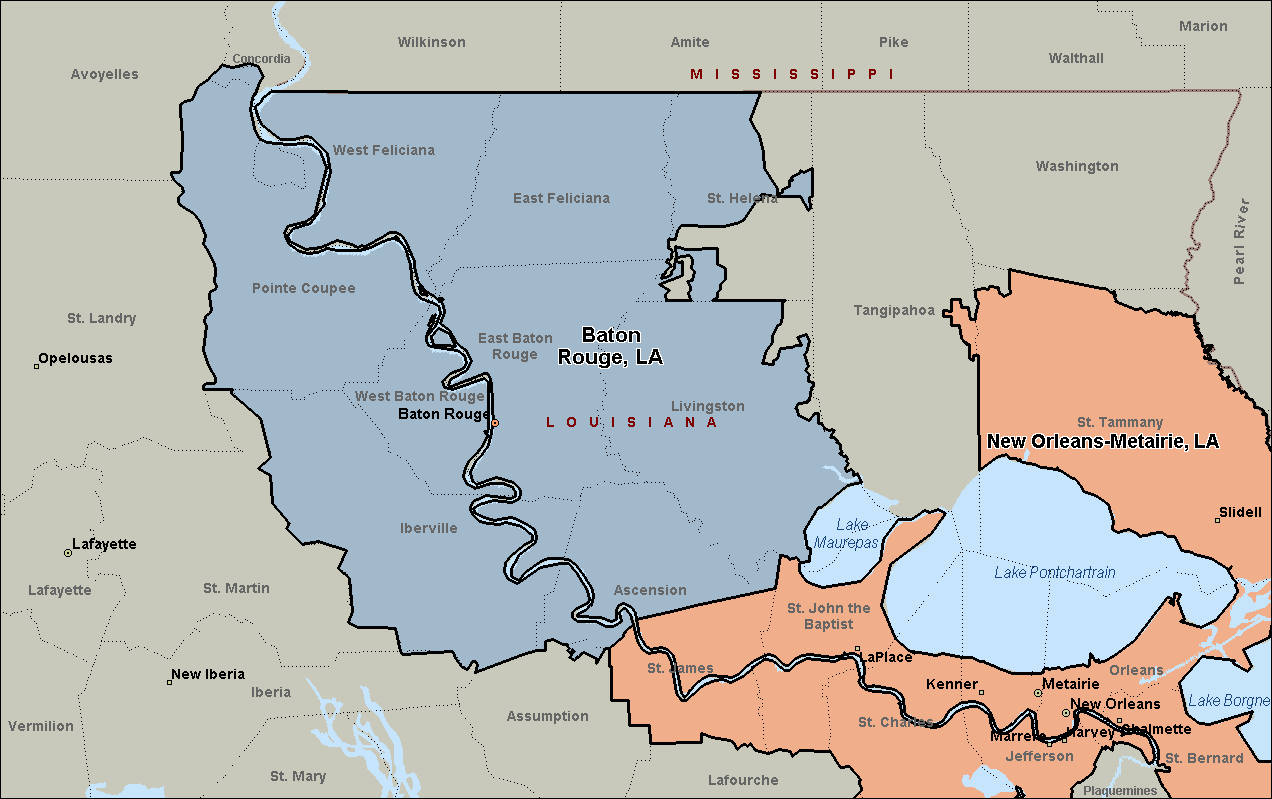 Marion
Wilkinson
Amite
Pike
Concordia
Walthall
Avoyelles
MISSISSIPPI
West Feliciana
Washington
East Feliciana
St. Helena
Pearl River
Pointe Coupee
Tangipahoa
St. Landry
Baton
Rouge, LA
East Baton
Rouge
Opelousas
West Baton Rouge
Livingston
Baton Rouge
LOUISIANA
St. Tammany
New Orleans-Metairie, LA
Slidell
Iberville
Lake
Maurepas
Lafayette
Lake Pontchartrain
Lafayette
St. Martin
Ascension
St. John the
Baptist
LaPlace
New Iberia
St. James
Orleans
Iberia
Kenner
Metairie
Lake Borgne
New Orleans
Assumption
St. Charles
Vermilion
Marrero
Harvey
Chalmette
Jefferson
St. Bernard
St. Mary
Lafourche
Plaquemines